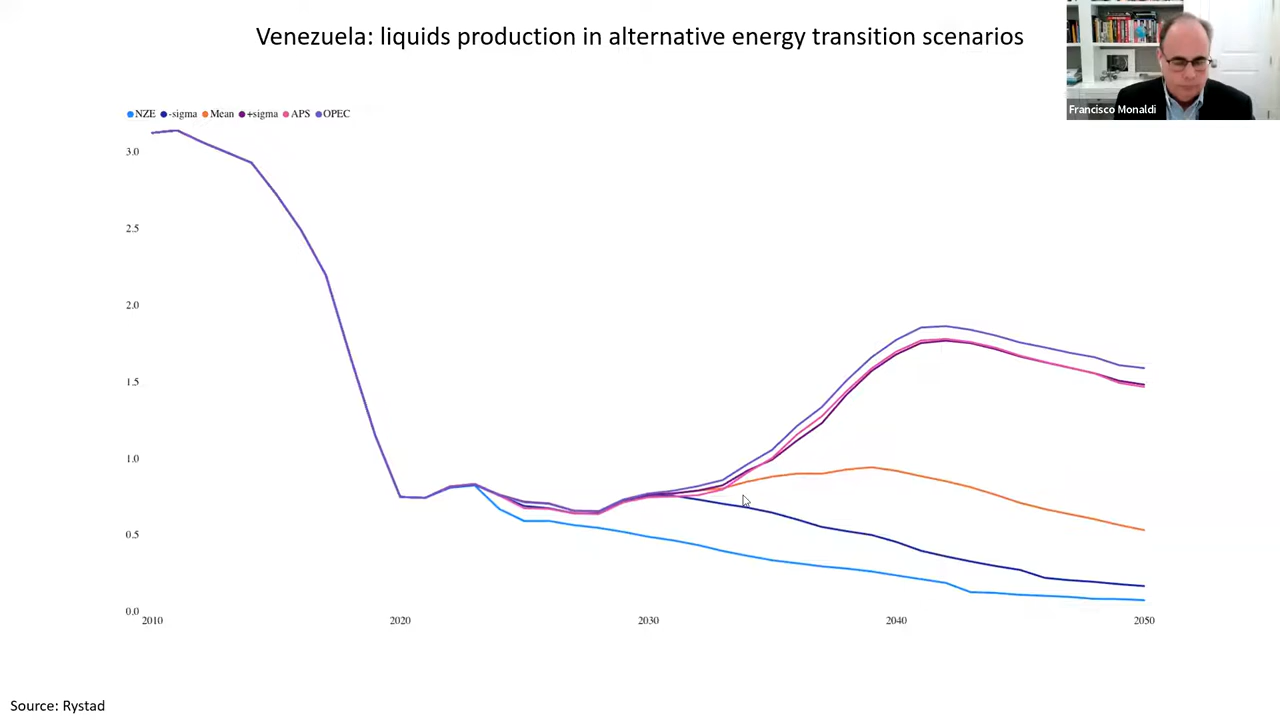 Venezuela: liquids production in alternative energy transition scenarios
Francisco Monaldi
NZE -sigma Mean +sigma APS OPEC
3.0
2.5
2.0
1.5
1.0
0.5
0.0
2010 2020 2030 2040 2050
Source: Rystad